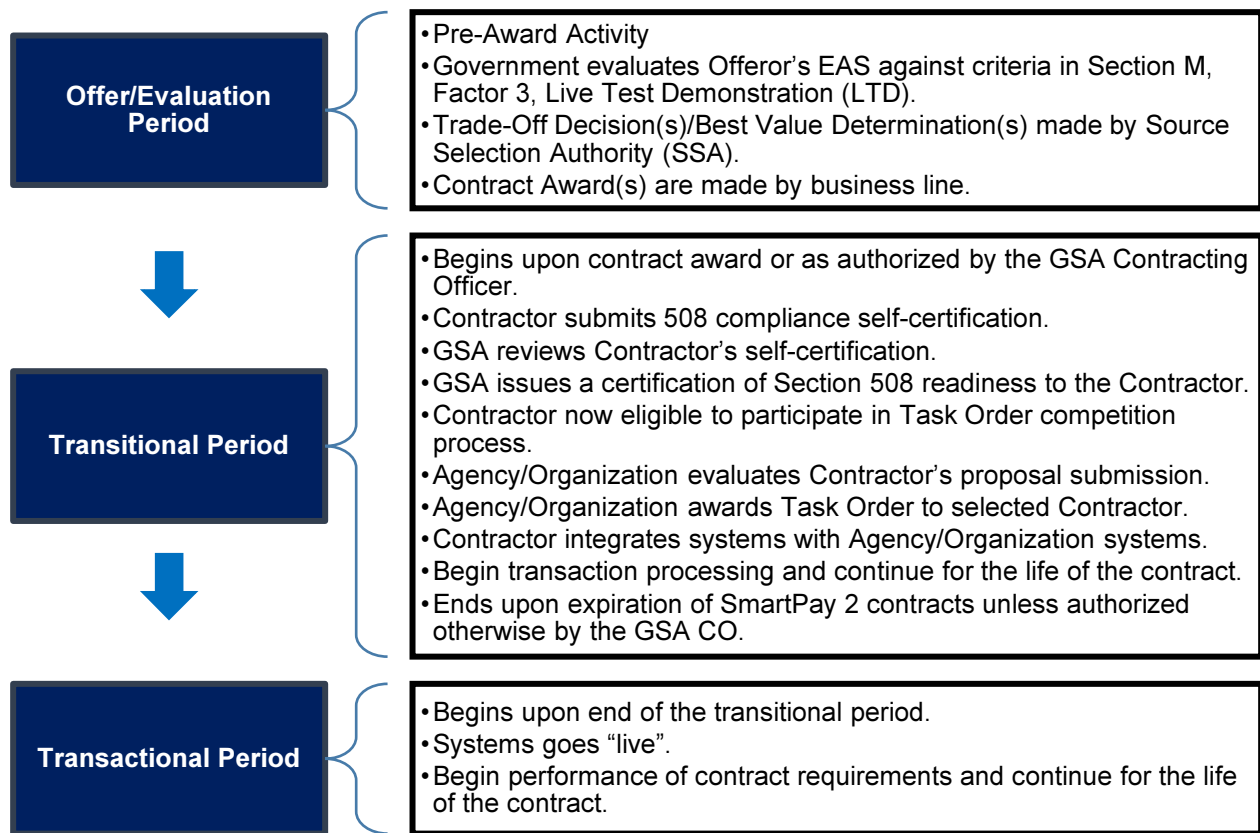 Offer/Evaluation
Period
•Pre-Award Activity
•Government evaluates Offeror’s EAS against criteria in Section M,
Factor 3, Live Test Demonstration (LTD).
•Trade-Off Decision(s)/Best Value Determination(s) made by Source
Selection Authority (SSA).
•Contract Award(s) are made by business line.
Transitional Period
•Begins upon contract award or as authorized by the GSA Contracting
Officer.
•Contractor submits 508 compliance self-certification.
•GSA reviews Contractor’s self-certification.
•GSA issues a certification of Section 508 readiness to the Contractor.
•Contractor now eligible to participate in Task Order competition
process.
•Agency/Organization evaluates Contractor’s proposal submission.
•Agency/Organization awards Task Order to selected Contractor.
•Contractor integrates systems with Agency/Organization systems.
•Begin transaction processing and continue for the life of the contract.
•Ends upon expiration of SmartPay 2 contracts unless authorized
otherwise by the GSA CO.
Transactional Period
•Begins upon end of the transitional period.
•Systems goes “live”.
•Begin performance of contract requirements and continue for the life
of the contract.